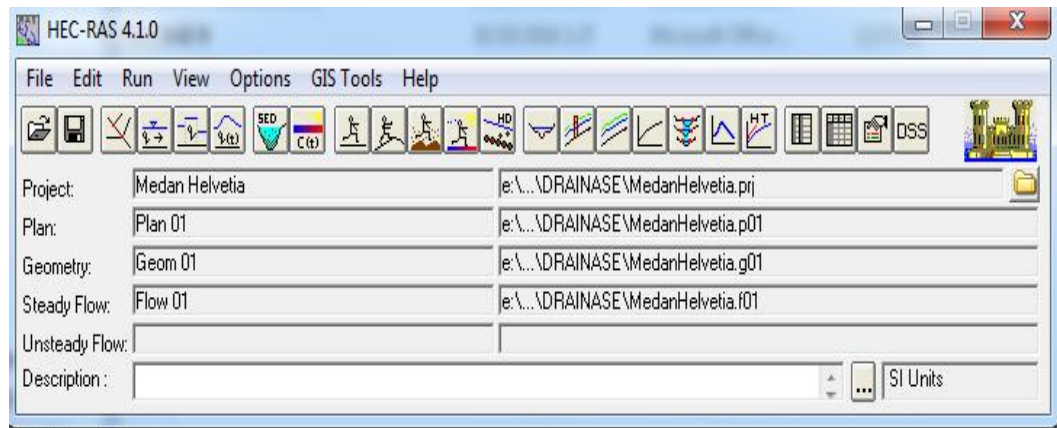 HEC-RAS 4.1.0
File Edit Run View Options GIS Tools Help
SED C(t) Q(t) HD HT DSS
Project: Medan Helvetia e:\...\DRAINASE\MedanHelvetia.prj
Plan: Plan 01 e:\...\DRAINASE\MedanHelvetia.p01
Geometry: Geom 01 e:\...\DRAINASE\MedanHelvetia.g01
Steady Flow: Flow 01 e:\...\DRAINASE\MedanHelvetia.f01
Unsteady Flow:
Description : ... SI Units